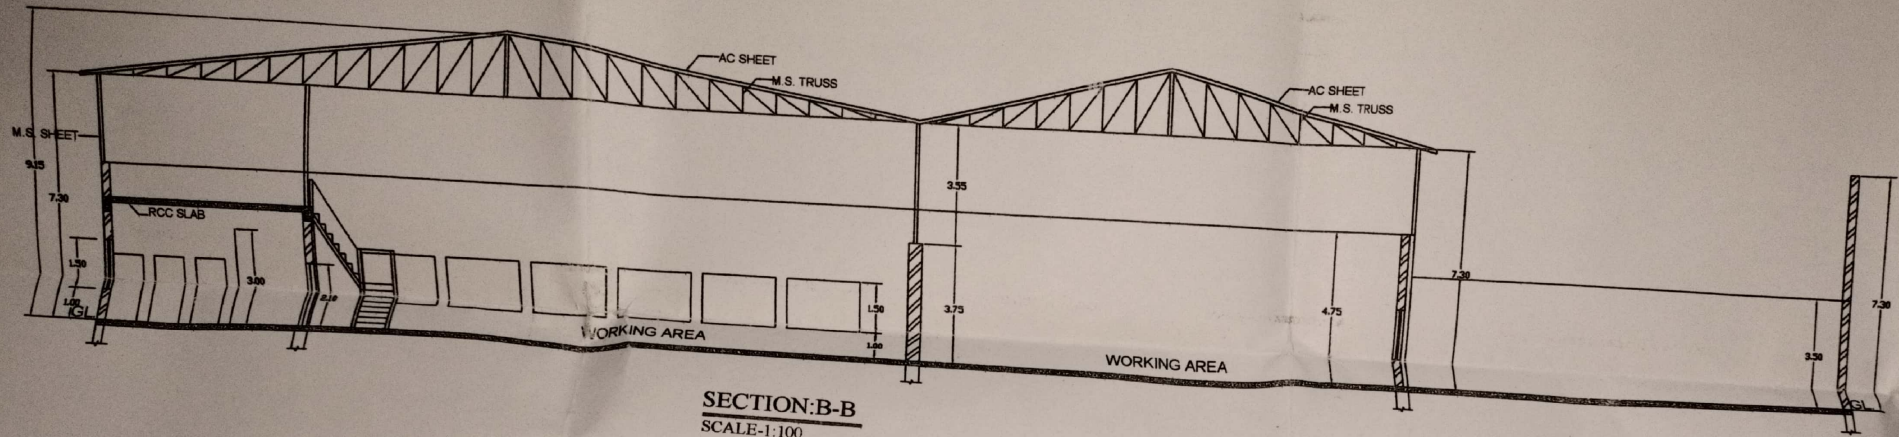 AC SHEET
M.S. TRUSS
AC SHEET
M.S. TRUSS
M.S. SHEET
9.15
7.30
3.55
RCC SLAB
1.50
3.00
7.30
1.00
2.10
1.50
3.75
4.75
7.30
GL
WORKING AREA
1.00
3.50
WORKING AREA
GL
SECTION:B-B
SCALE-1:100